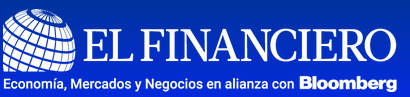 EL FINANCIERO
Economía, Mercados y Negocios en alianza con Bloomberg